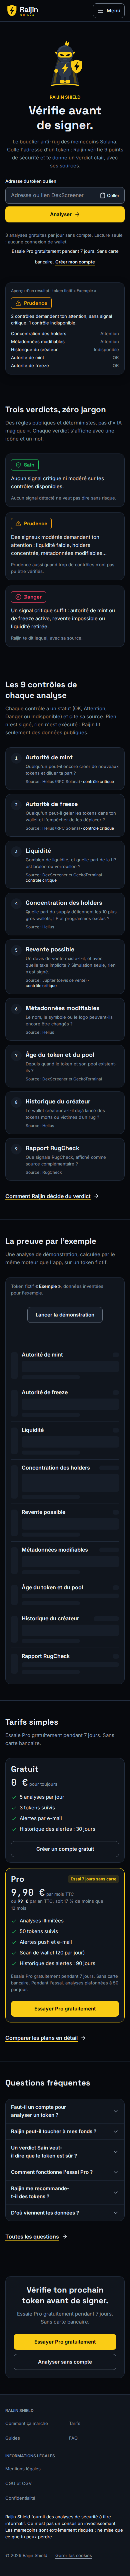 Raijin
SHIELD
Menu
RAIJIN SHIELD
Vérifie avant
de signer.
Le bouclier anti-rug des memecoins Solana.
Chaque verdict cite sa source. Raijin t'aide à vérifier
9 points de sécurité on-chain et de données marché
sur Solana, en quelques secondes.
Adresse du token ou lien
Adresse ou lien DexScreener
Coller
Analyser
3 analyses gratuites par jour sans compte. Lecture seule
: aucune connexion de wallet.
Essaie Pro gratuitement pendant 7 jours. Sans carte
bancaire. Créer mon compte
Aperçu d'un résultat · token fictif « Exemple »
Prudence
2 contrôles demandent ton attention, sans signal
critique. 1 contrôle indisponible.
Concentration des holders Attention
Métadonnées modifiables Attention
Historique du créateur Indisponible
Autorité de mint OK
Autorité de freeze OK
Trois verdicts, zéro jargon
Des règles publiques et déterministes, pas d'« IA
magique ». Chaque verdict s'affiche avec une
icône et un mot.
Sain
Aucun signal critique ni modéré sur les
contrôles disponibles.
Aucun signal détecté ne veut pas dire sans risque.
Prudence
Des signaux modérés demandent ton
attention : liquidité faible, holders
concentrés, métadonnées modifiables…
Prudence aussi quand trop de contrôles n'ont pas
pu être vérifiés.
Danger
Un signal critique suffit : autorité de mint ou
de freeze active, revente impossible ou
liquidité retirée.
Raijin te dit lequel, avec sa source.
Les 9 contrôles de
chaque analyse
Chaque contrôle a un statut (OK, Attention,
Danger ou Indisponible) et cite sa source. Rien
n'est signé, rien n'est exécuté : Raijin lit
uniquement des données publiques.
1
Autorité de mint
Quelqu'un peut-il encore créer de nouveaux
tokens et diluer ta part ?
Source : Helius (RPC Solana) · contrôle critique
2
Autorité de freeze
Quelqu'un peut-il geler les tokens dans ton
wallet et t'empêcher de les déplacer ?
Source : Helius (RPC Solana) · contrôle critique
3
Liquidité
Combien de liquidité, et quelle part de la LP
est brûlée ou verrouillée ?
Source : DexScreener et GeckoTerminal ·
contrôle critique
4
Concentration des holders
Quelle part du supply détiennent les 10 plus
gros wallets, LP et programmes exclus ?
Source : Helius
5
Revente possible
Un devis de vente existe-t-il, et avec
quelle taxe implicite ? Simulation seule, rien
n'est signé.
Source : Jupiter (devis de vente) ·
contrôle critique
6
Métadonnées modifiables
Le nom, le symbole ou le logo peuvent-ils
encore être changés ?
Source : Helius
7
Âge du token et du pool
Depuis quand le token et son pool existent-
ils ?
Source : DexScreener et GeckoTerminal
8
Historique du créateur
Le wallet créateur a-t-il déjà lancé des
tokens morts ou victimes d'un rug ?
Source : Helius
9
Rapport RugCheck
Que signale RugCheck, affiché comme
source complémentaire ?
Source : RugCheck
Comment Raijin décide du verdict
La preuve par l'exemple
Une analyse de démonstration, calculée par le
même moteur que l'app, sur un token fictif.
Token fictif « Exemple », données inventées
pour l'exemple.
Lancer la démonstration
Autorité de mint
Autorité de freeze
Liquidité
Concentration des holders
Revente possible
Métadonnées modifiables
Âge du token et du pool
Historique du créateur
Rapport RugCheck
Tarifs simples
Essaie Pro gratuitement pendant 7 jours. Sans
carte bancaire.
Gratuit
0 € pour toujours
5 analyses par jour
3 tokens suivis
Alertes par e-mail
Historique des alertes : 30 jours
Créer un compte gratuit
Pro
Essai 7 jours sans carte
9,90 € par mois TTC
ou 99 € par an TTC, soit 17 % de moins que
12 mois
Analyses illimitées
50 tokens suivis
Alertes push et e-mail
Scan de wallet (20 par jour)
Historique des alertes : 90 jours
Essaie Pro gratuitement pendant 7 jours. Sans carte
bancaire. Pendant l'essai, analyses plafonnées à 50
par jour.
Essayer Pro gratuitement
Comparer les plans en détail
Questions fréquentes
Faut-il un compte pour
analyser un token ?
Raijin peut-il toucher à mes fonds ?
Un verdict Sain veut-
il dire que le token est sûr ?
Comment fonctionne l'essai Pro ?
Raijin me recommande-
t-il des tokens ?
D'où viennent les données ?
Toutes les questions
Vérifie ton prochain
token avant de signer.
Essaie Pro gratuitement pendant 7 jours.
Sans carte bancaire.
Essayer Pro gratuitement
Analyser sans compte
RAIJIN SHIELD
Comment ça marche Tarifs
Guides FAQ
INFORMATIONS LÉGALES
Mentions légales
CGU et CGV
Confidentialité
Raijin Shield fournit des analyses de sécurité à titre
informatif. Ce n'est pas un conseil en investissement.
Les memecoins sont extrêmement risqués : ne mise que
ce que tu peux perdre.
© 2026 Raijin Shield Gérer les cookies